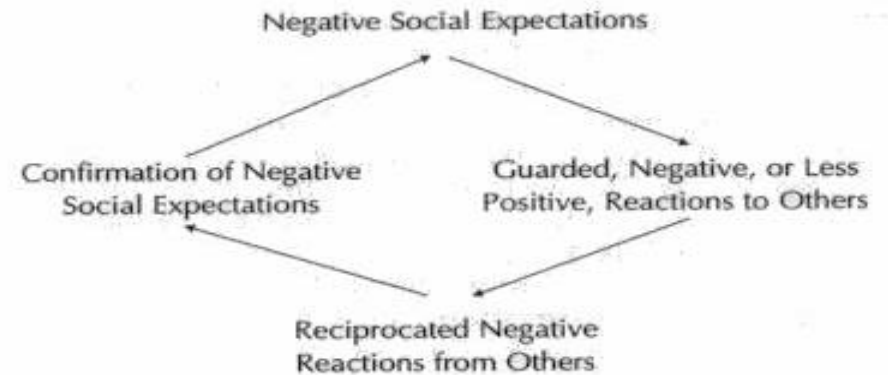 Negative Social Expectations
Confirmation of Negative
Social Expectations
Guarded, Negative, or Less
Positive, Reactions to Others
Reciprocated Negative
Reactions from Others